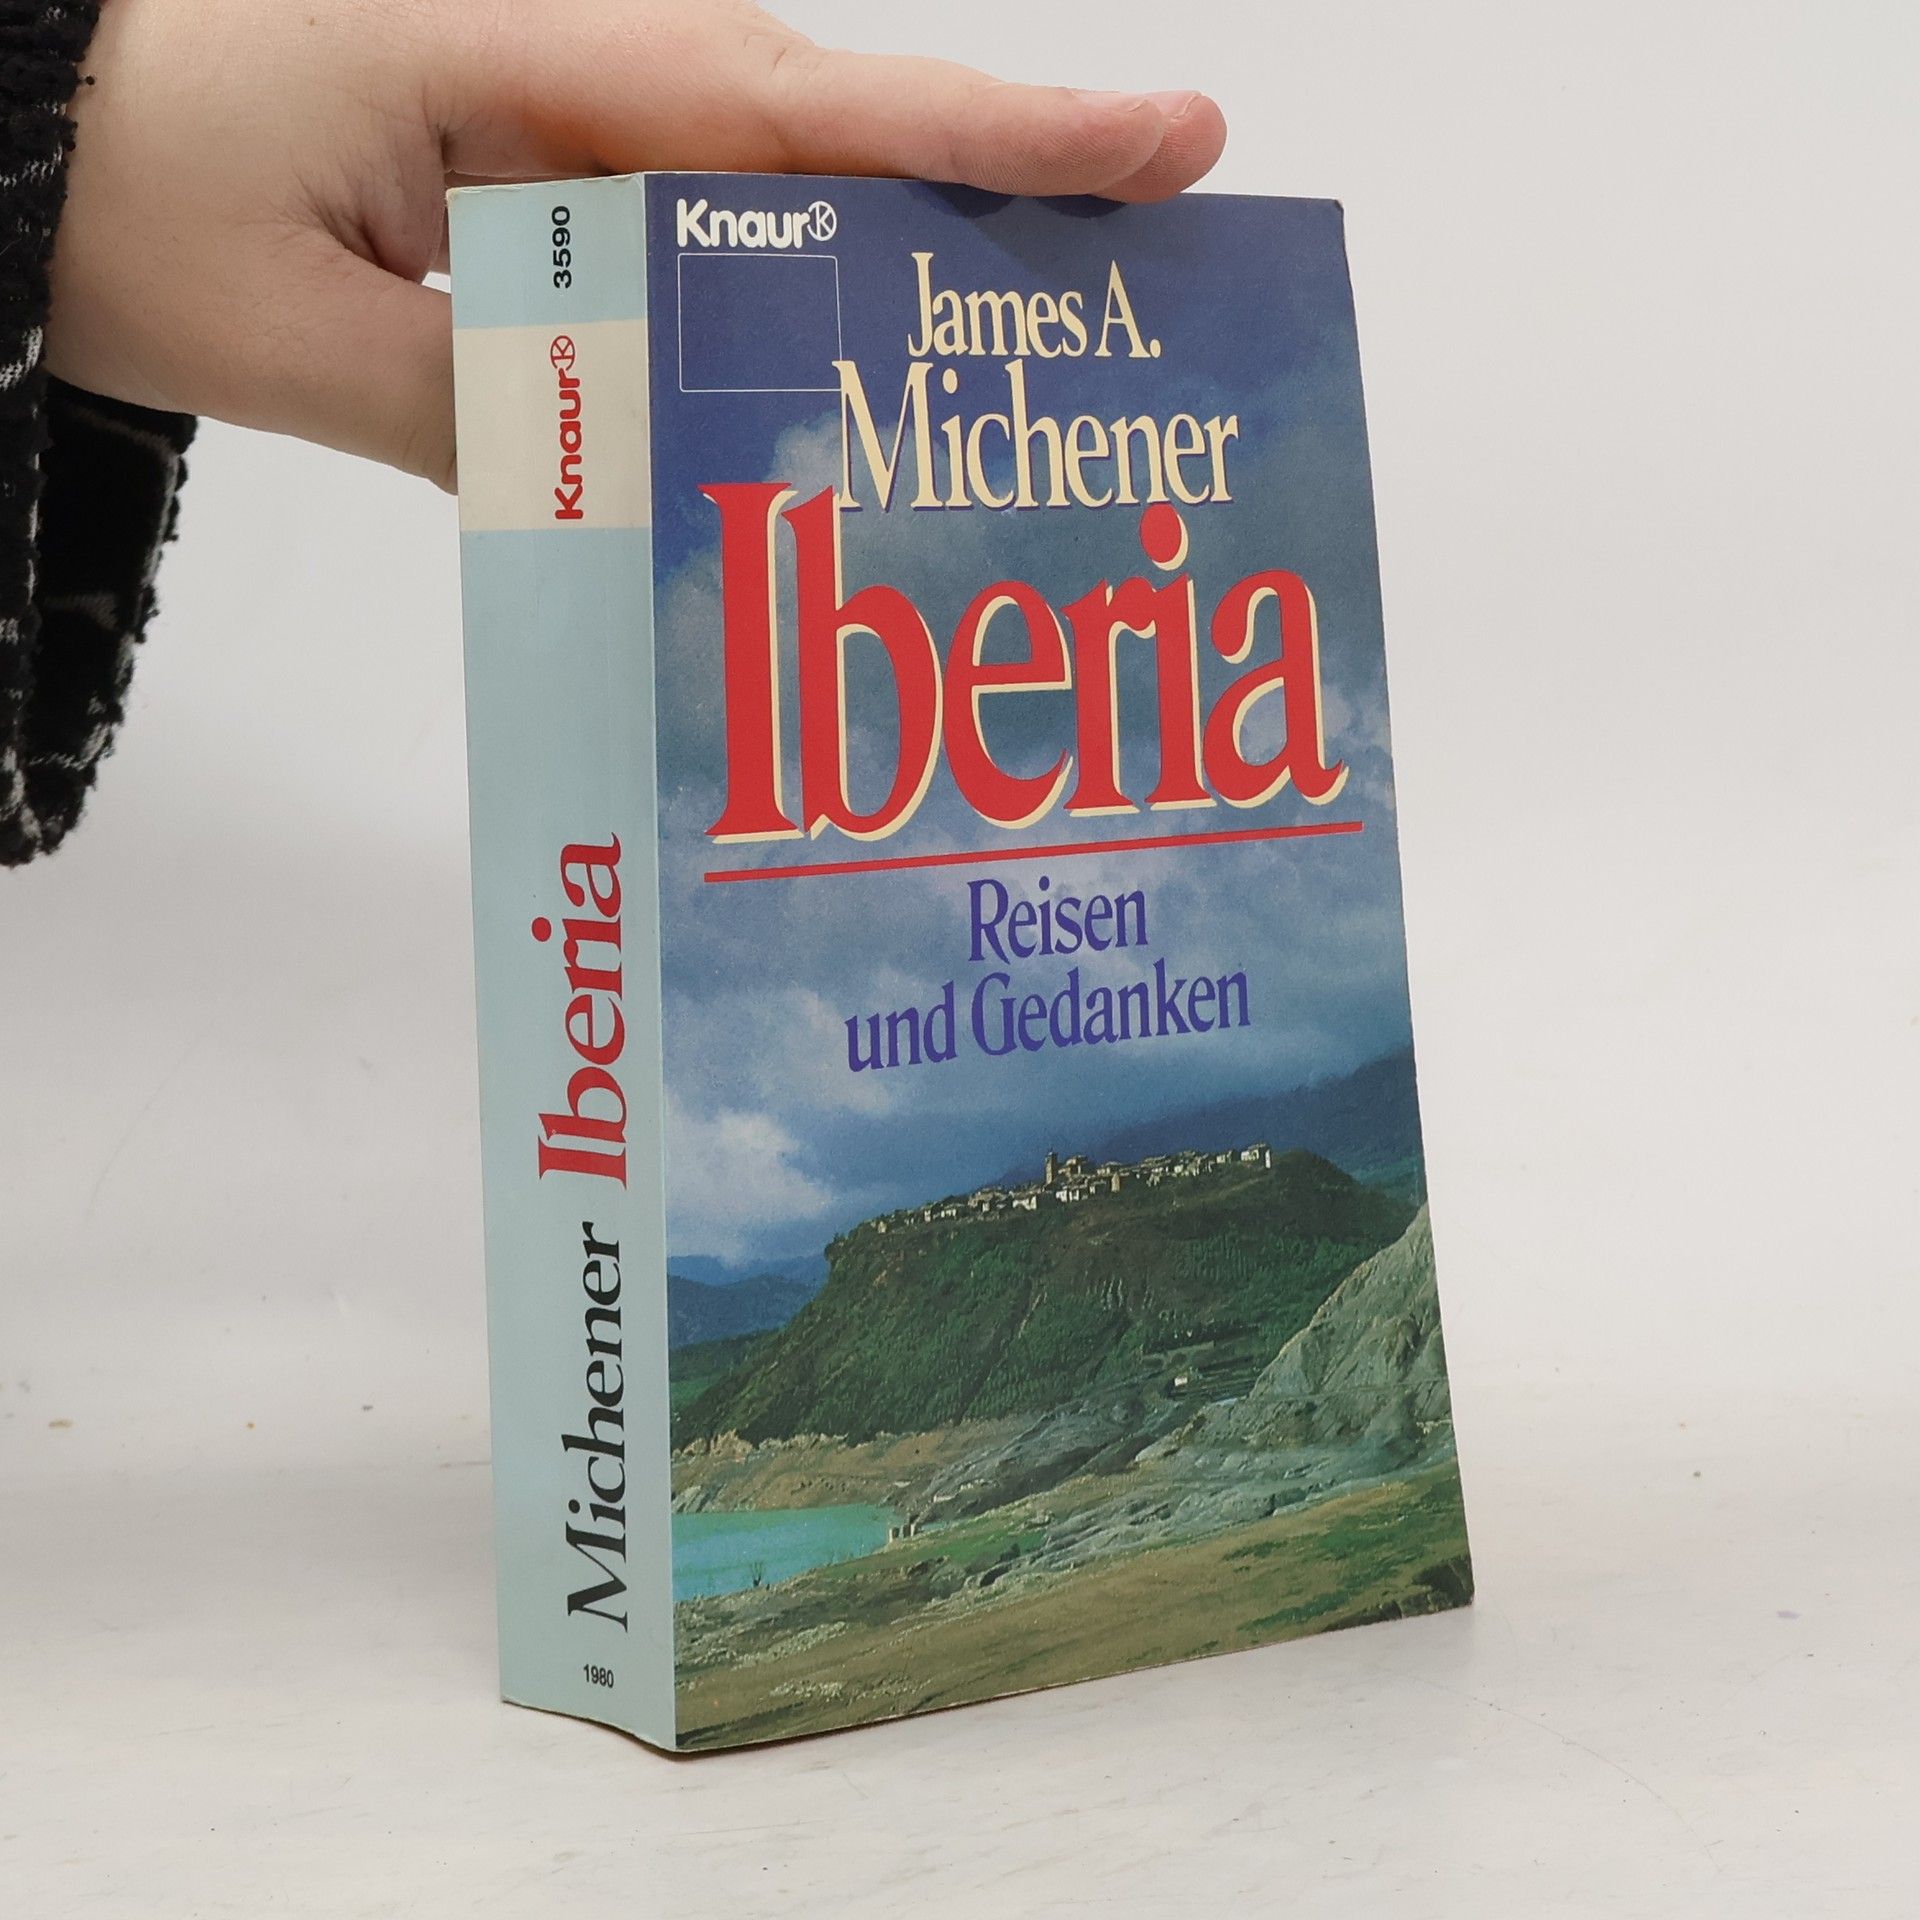 3590
Knaur
Michener Iberia
1980
Knaur
James A.
Michener
Iberia
Reisen
und Gedanken